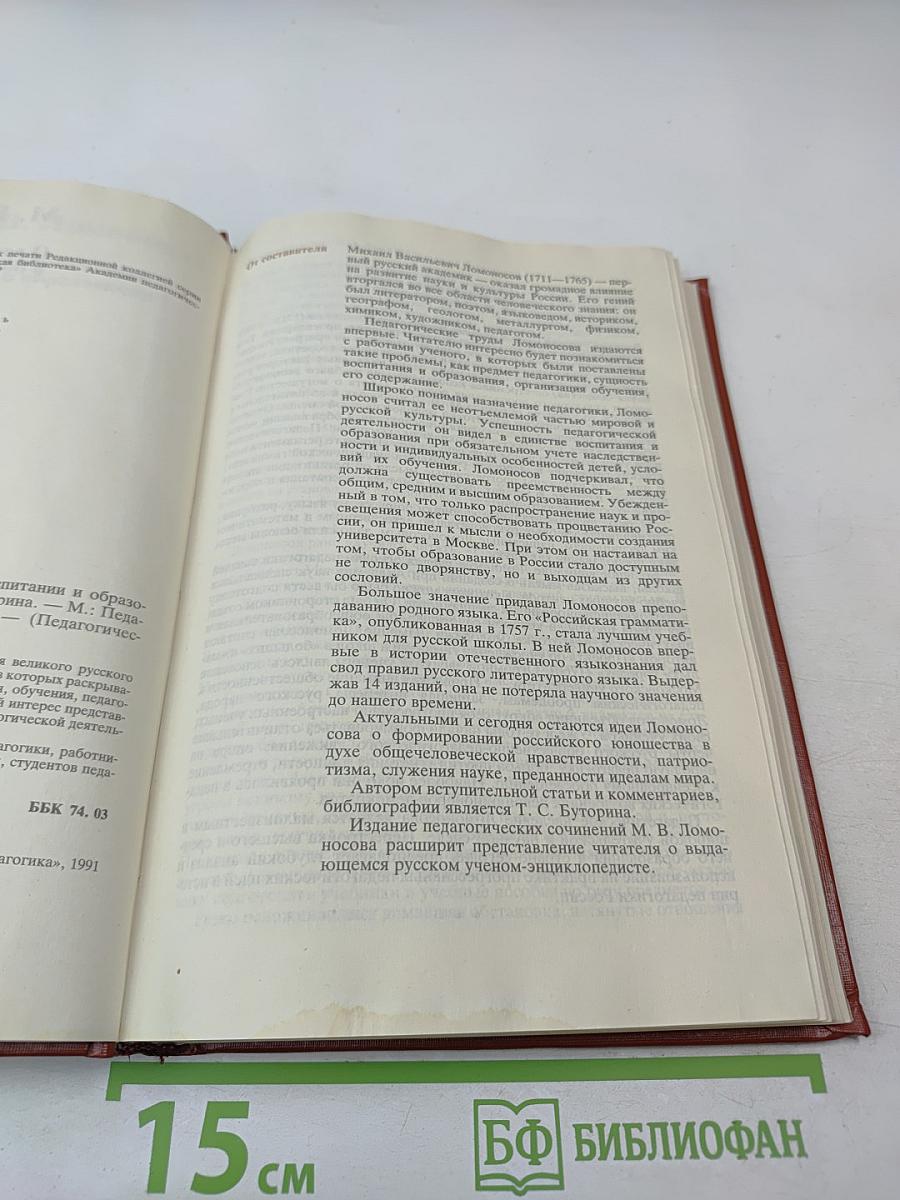 к печати Редакционной коллегией серии
кая библиотека» Академии педагогичес-
ь
спитании и образо-
рина. — М.: Педа-
— (Педагогичес-
я великого русского
в которых раскрыва-
я, обучения, педаго-
й интерес представ-
огической деятель-
агогики, работни-
, студентов педа-
ББК 74.03
агогика», 1991
От составителя
Михаил Васильевич Ломоносов (1711—1765) — пер-
вый русский академик — оказал громадное влияние
на развитие науки и культуры России. Его гений
вторгался во все области человеческого знания: он
был литератором, поэтом, языковедом, историком,
географом, геологом, металлургом, физиком,
химиком, художником, педагогом.
Педагогические труды Ломоносова издаются
впервые. Читателю интересно будет познакомиться
с работами ученого, в которых были поставлены
такие проблемы, как предмет педагогики, сущность
воспитания и образования, организация обучения,
его содержание.
Широко понимая назначение педагогики, Ломо-
носов считал ее неотъемлемой частью мировой и
русской культуры. Успешность педагогической
деятельности он видел в единстве воспитания и
образования при обязательном учете наследствен-
ности и индивидуальных особенностей детей, усло-
вий их обучения. Ломоносов подчеркивал, что
должна существовать преемственность между
общим, средним и высшим образованием. Убежден-
ный в том, что только распространение наук и про-
свещения может способствовать процветанию Рос-
сии, он пришел к мысли о необходимости создания
университета в Москве. При этом он настаивал на
том, чтобы образование в России стало доступным
не только дворянству, но и выходцам из других
сословий.
Большое значение придавал Ломоносов препо-
даванию родного языка. Его «Российская граммати-
ка», опубликованная в 1757 г., стала лучшим учеб-
ником для русской школы. В ней Ломоносов впер-
вые в истории отечественного языкознания дал
свод правил русского литературного языка. Выдер-
жав 14 изданий, она не потеряла научного значения
до нашего времени.
Актуальными и сегодня остаются идеи Ломоно-
сова о формировании российского юношества в
духе общечеловеческой нравственности, патрио-
тизма, служения науке, преданности идеалам мира.
Автором вступительной статьи и комментариев,
библиографии является Т. С. Буторина.
Издание педагогических сочинений М. В. Ломо-
носова расширит представление читателя о выда-
ющемся русском ученом-энциклопедисте.
15 см
БФ БИБЛИОФАН